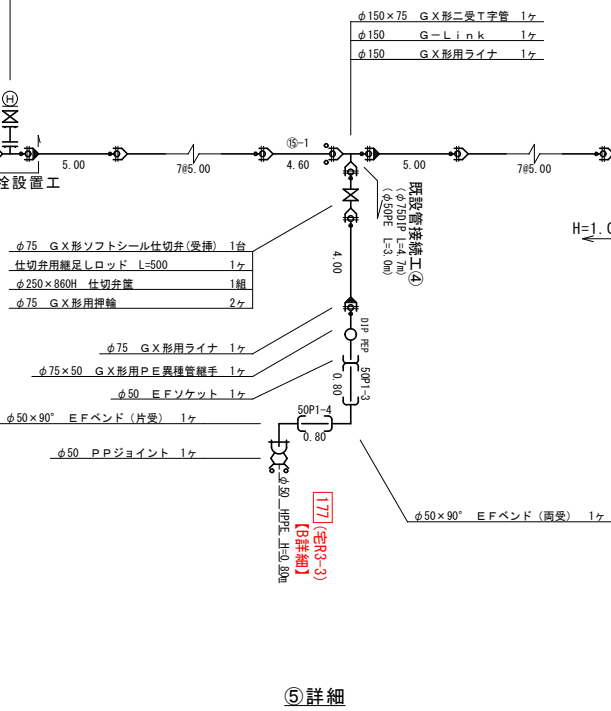 φ150×75 GX形二受T字管 1ヶ
φ150 G-Link 1ヶ
φ150 GX形用ライナ 1ヶ
H
⑮-1
5.00
7@5.00
4.60
5.00
7@5.00
栓設置工
既設管接続工④
(φ75DIP L=4.7m)
(φ50PE L=3.0m)
H=1.0
φ75 GX形ソフトシール仕切弁(受挿) 1台
仕切弁用継足しロッド L=500 1ヶ
φ250×860H 仕切弁筐 1組
φ75 GX形用押輪 2ヶ
4.00
φ75 GX形用ライナ 1ヶ
DIP PEP
φ75×50 GX形用PE異種管継手 1ヶ
φ50 EFソケット 1ヶ
50P1-3
0.80
φ50×90° EFベンド(片受) 1ヶ
50P1-4
0.80
φ50 PPジョイント 1ヶ
φ50 HPPE H=0.80m
177 (宅R3-3)
【B詳細】
φ50×90° EFベンド(両受) 1ヶ
⑤詳細